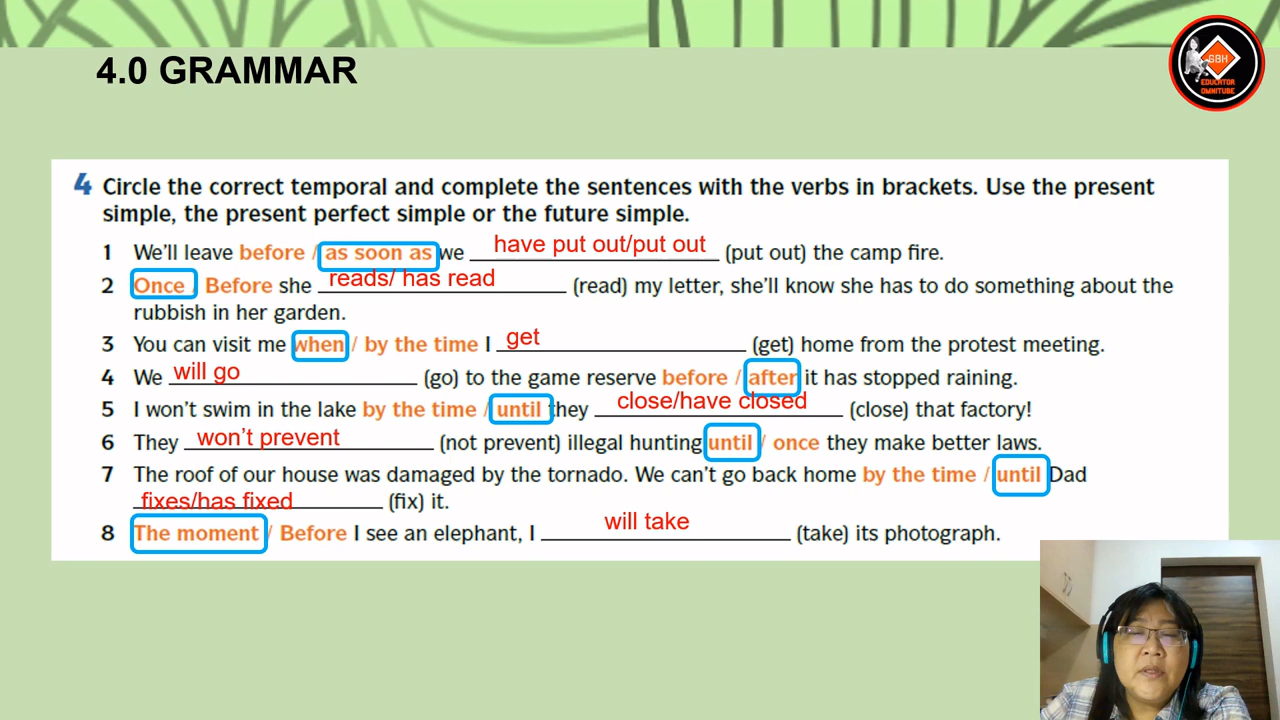 4.0 GRAMMAR
GBH
EDUCATOR
OMNITUBE
4 Circle the correct temporal and complete the sentences with the verbs in brackets. Use the present
simple, the present perfect simple or the future simple.
1 We'll leave before / as soon as we have put out/put out (put out) the camp fire.
2 Once / Before she reads/ has read (read) my letter, she'll know she has to do something about the
rubbish in her garden.
3 You can visit me when / by the time I get (get) home from the protest meeting.
4 We will go (go) to the game reserve before / after it has stopped raining.
5 I won't swim in the lake by the time / until they close/have closed (close) that factory!
6 They won't prevent (not prevent) illegal hunting until / once they make better laws.
7 The roof of our house was damaged by the tornado. We can't go back home by the time / until Dad
fixes/has fixed (fix) it.
8 The moment / Before I see an elephant, I will take (take) its photograph.